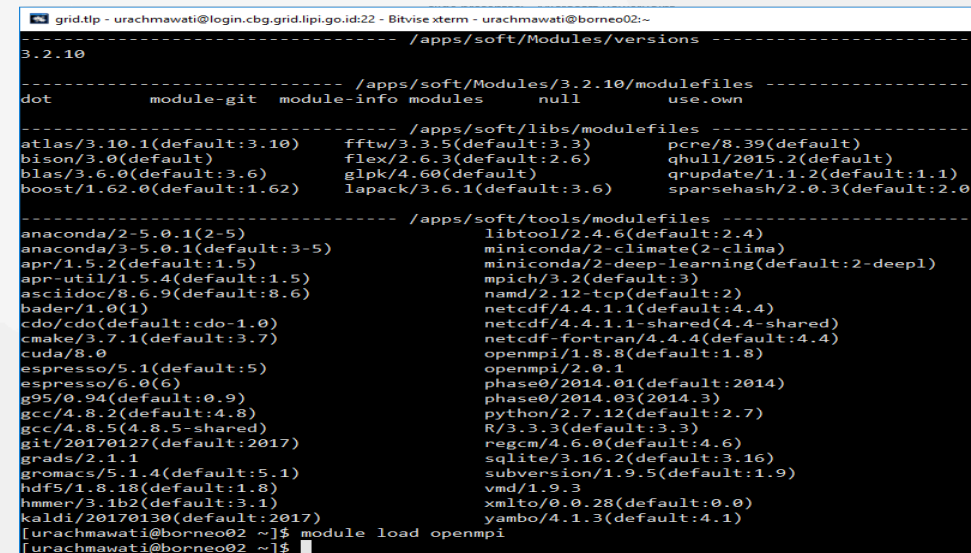 grid.tlp - urachmawati@login.cbg.grid.lipi.go.id:22 - Bitvise xterm - urachmawati@borneo02:~
----------------------------------- /apps/soft/Modules/versions ------------------------
3.2.10
------------------------------ /apps/soft/Modules/3.2.10/modulefiles -------------------
dot module-git module-info modules null use.own
----------------------------------- /apps/soft/libs/modulefiles ------------------------
atlas/3.10.1(default:3.10) fftw/3.3.5(default:3.3) pcre/8.39(default)
bison/3.0(default) flex/2.6.3(default:2.6) qhull/2015.2(default)
blas/3.6.0(default:3.6) glpk/4.60(default) qrupdate/1.1.2(default:1.1)
boost/1.62.0(default:1.62) lapack/3.6.1(default:3.6) sparsehash/2.0.3(default:2.0
----------------------------------- /apps/soft/tools/modulefiles -----------------------
anaconda/2-5.0.1(2-5) libtool/2.4.6(default:2.4)
anaconda/3-5.0.1(default:3-5) miniconda/2-climate(2-clima)
apr/1.5.2(default:1.5) miniconda/2-deep-learning(default:2-deepl)
apr-util/1.5.4(default:1.5) mpich/3.2(default:3)
asciidoc/8.6.9(default:8.6) namd/2.12-tcp(default:2)
bader/1.0(1) netcdf/4.4.1.1(default:4.4)
cdo/cdo(default:cdo-1.0) netcdf/4.4.1.1-shared(4.4-shared)
cmake/3.7.1(default:3.7) netcdf-fortran/4.4.4(default:4.4)
cuda/8.0 openmpi/1.8.8(default:1.8)
espresso/5.1(default:5) openmpi/2.0.1
espresso/6.0(6) phase0/2014.01(default:2014)
g95/0.94(default:0.9) phase0/2014.03(2014.3)
gcc/4.8.2(default:4.8) python/2.7.12(default:2.7)
gcc/4.8.5(4.8.5-shared) R/3.3.3(default:3.3)
git/20170127(default:2017) regcm/4.6.0(default:4.6)
grads/2.1.1 sqlite/3.16.2(default:3.16)
gromacs/5.1.4(default:5.1) subversion/1.9.5(default:1.9)
hdf5/1.8.18(default:1.8) vmd/1.9.3
hmmer/3.1b2(default:3.1) xmlto/0.0.28(default:0.0)
kaldi/20170130(default:2017) yambo/4.1.3(default:4.1)
[urachmawati@borneo02 ~]$ module load openmpi
[urachmawati@borneo02 ~]$